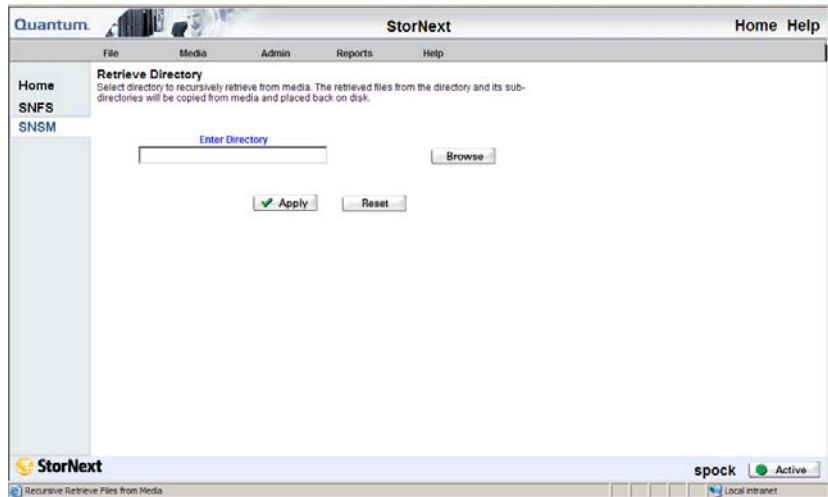 Quantum.
StorNext
Home Help
File Media Admin Reports Help
Home
SNFS
SNSM
Retrieve Directory
Select directory to recursively retrieve from media. The retrieved files from the directory and its sub-
directories will be copied from media and placed back on disk.
Enter Directory
Browse
Apply Reset
StorNext
spock Active
Recursive Retrieve Files from Media
Local intranet